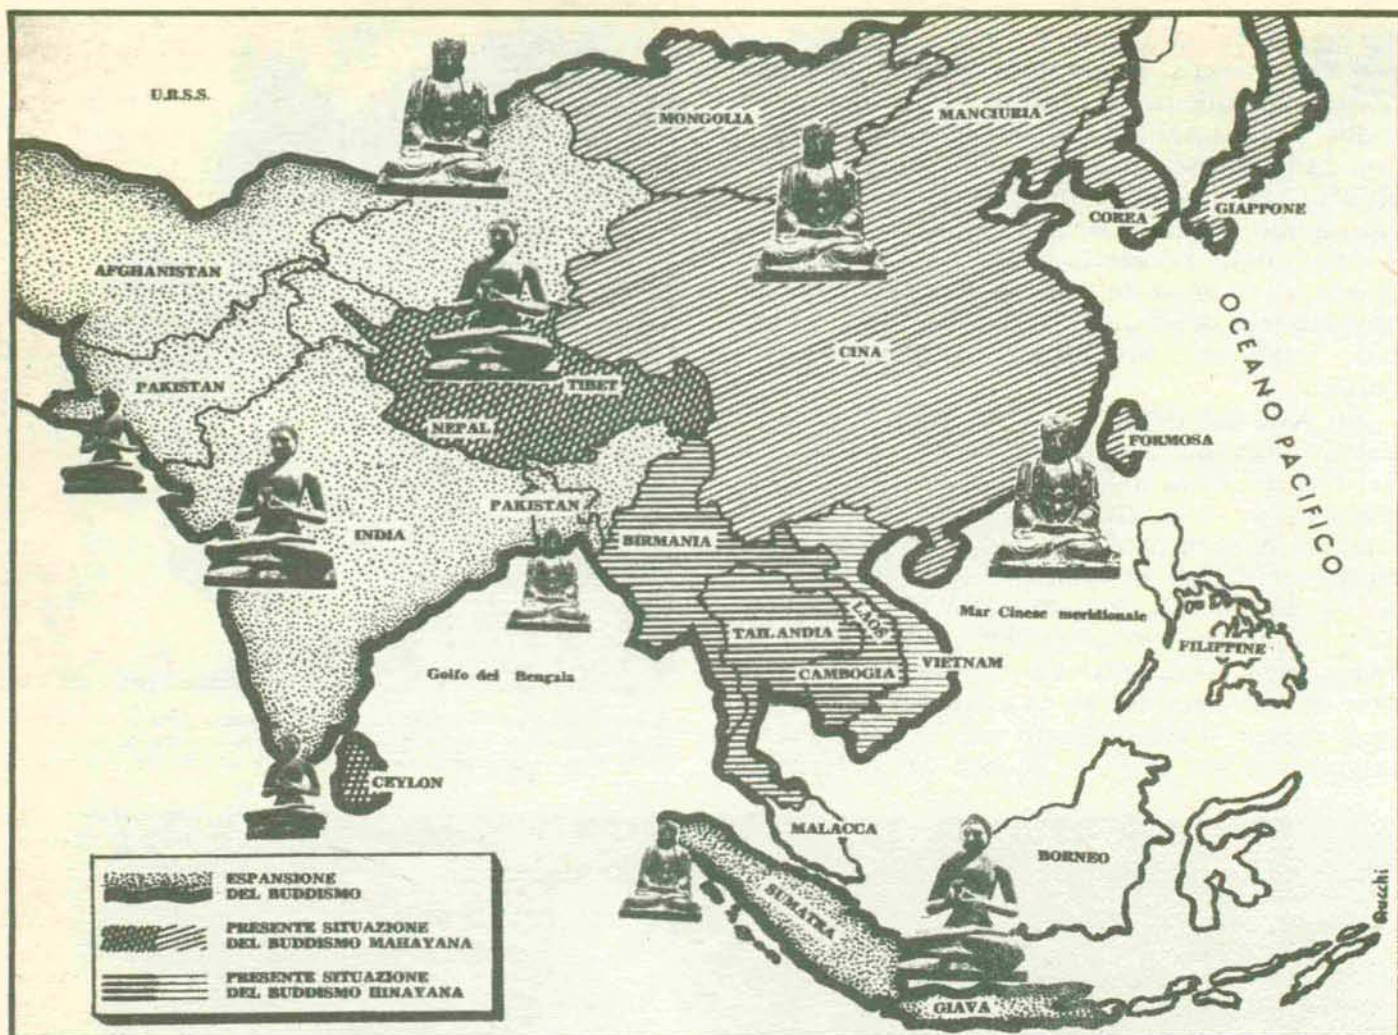 U.R.S.S.
MONGOLIA
MANCIURIA
COREA
GIAPPONE
AFGHANISTAN
OCEANO PACIFICO
CINA
PAKISTAN
TIBET
NEPAL
FORMOSA
PAKISTAN
INDIA
BIRMANIA
Mar Cinese meridionale
LAOS
TAILANDIA
FILIPPINE
VIETNAM
CAMBOGIA
Golfo del Bengala
CEYLON
MALACCA
BORNEO
SUMATRA
GIAVA
ESPANSIONE
DEL BUDDISMO
PRESENTE SITUAZIONE
DEL BUDDISMO MAHAYANA
PRESENTE SITUAZIONE
DEL BUDDISMO HINAYANA